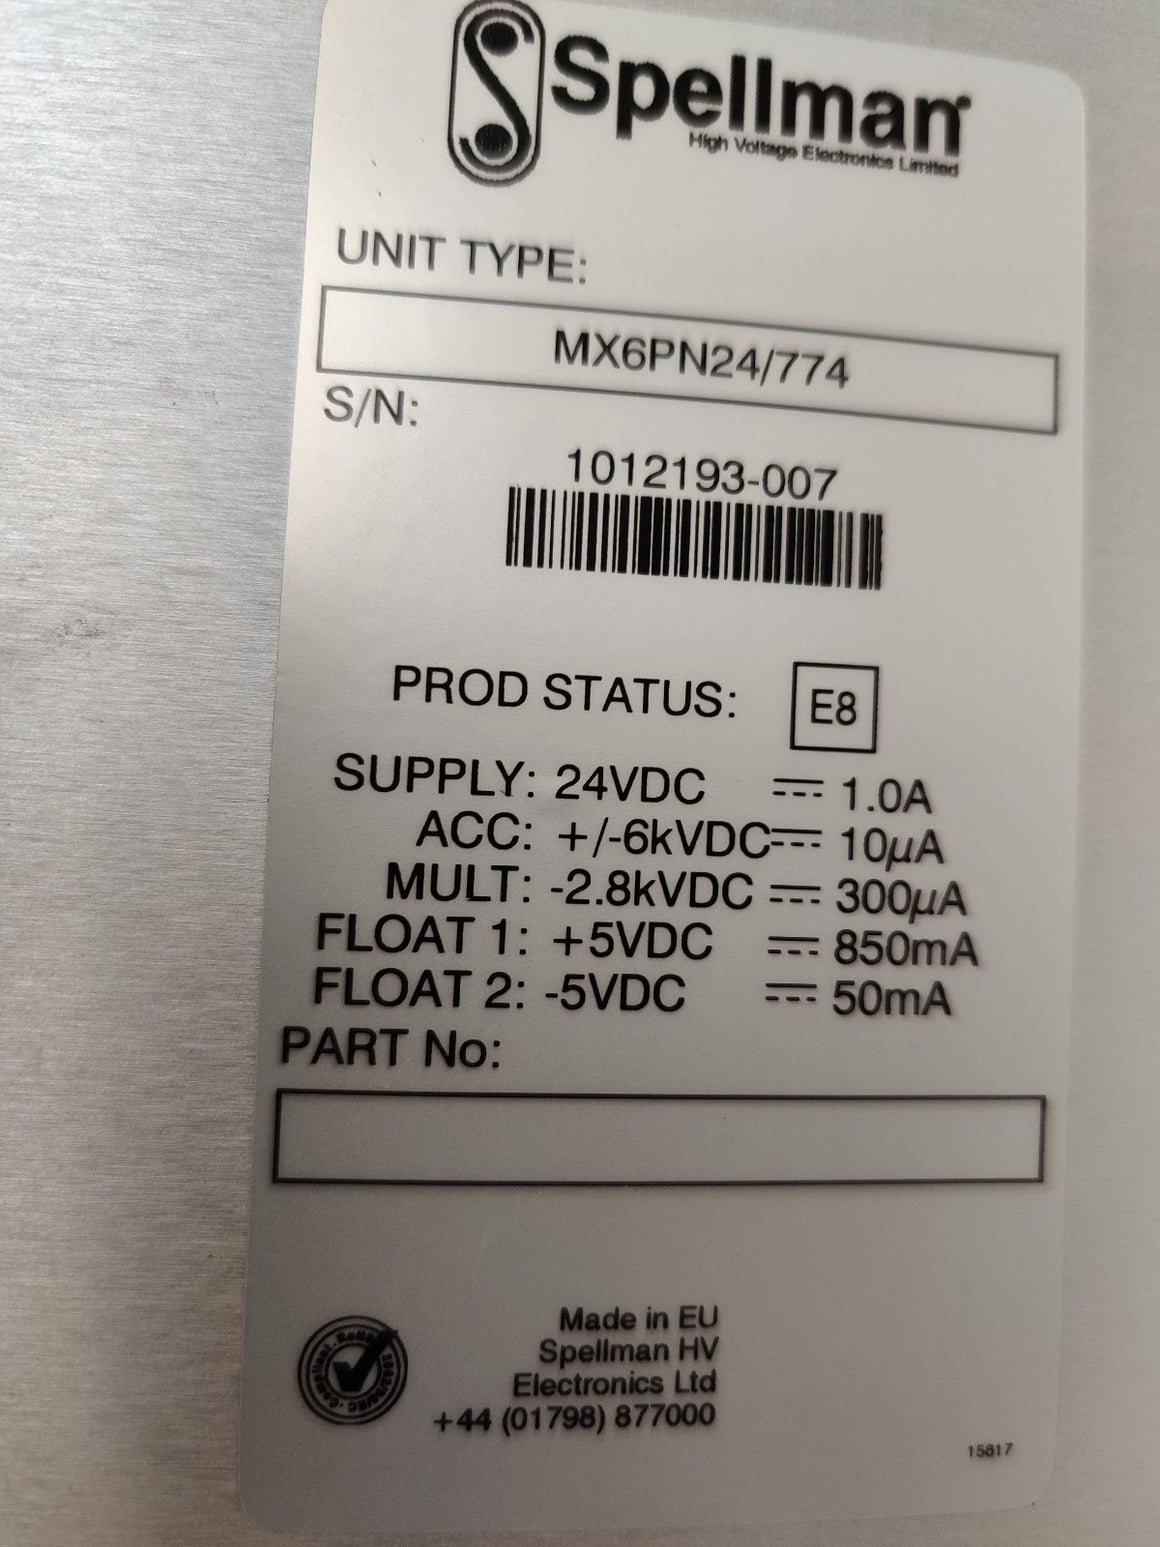 Spellman
High Voltage Electronics Limited
UNIT TYPE:
MX6PN24/774
S/N:
1012193-007
PROD STATUS: E8
SUPPLY: 24VDC 1.0A
ACC: +/-6kVDC 10µA
MULT: -2.8kVDC 300µA
FLOAT 1: +5VDC 850mA
FLOAT 2: -5VDC 50mA
PART No:
Made in EU
Spellman HV
Electronics Ltd
+44 (01798) 877000
15817